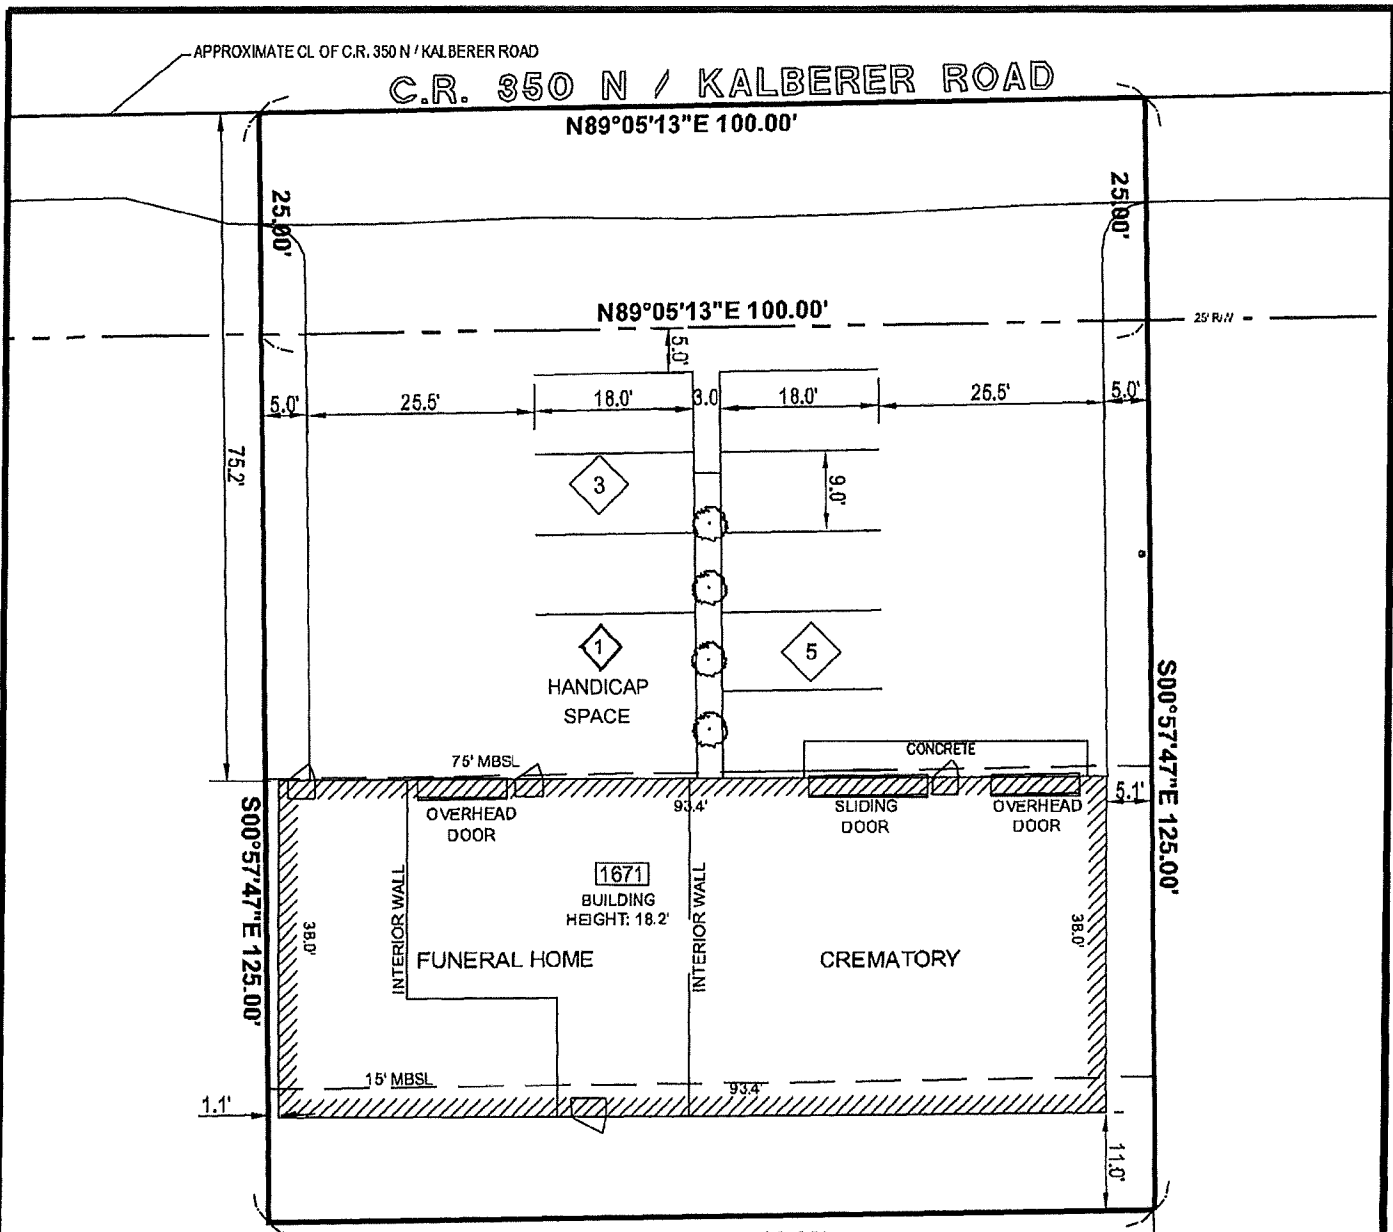 APPROXIMATE CL OF C.R. 350 N / KALBERER ROAD
C.R. 350 N / KALBERER ROAD
N89°05'13"E 100.00'
25.00'
25.00'
N89°05'13"E 100.00'
25' R/W
5.0'
5.0'
25.5'
18.0'
3.0
18.0'
25.5'
5.0'
75.2'
3
9.0'
1
HANDICAP
SPACE
5
S00°57'47"E 125.00'
75' MBSL
CONCRETE
93.4'
OVERHEAD
DOOR
SLIDING
DOOR
OVERHEAD
DOOR
5.1'
S00°57'47"E 125.00'
INTERIOR WALL
1671
BUILDING
HEIGHT: 18.2'
INTERIOR WALL
38.0'
38.0'
FUNERAL HOME
CREMATORY
15' MBSL
93.4'
1.1'
11.0'